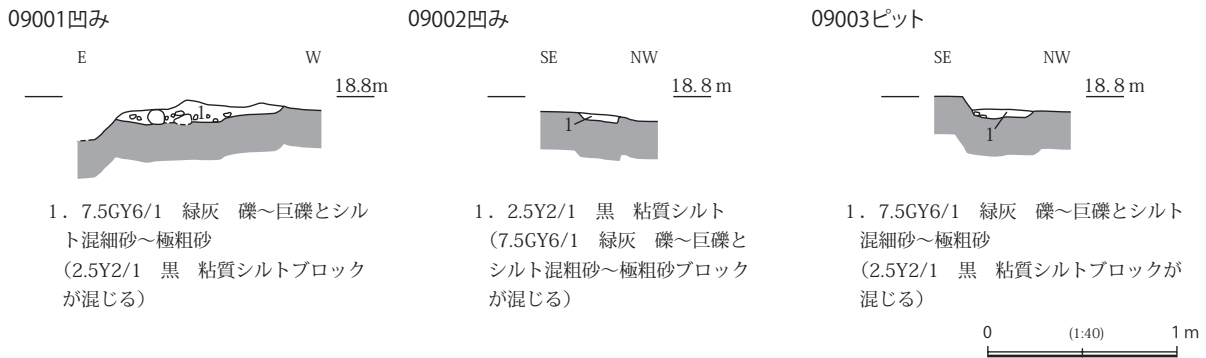 09001凹み
E W
18.8m
1
1．7.5GY6/1　緑灰　礫～巨礫とシル
ト混細砂～極粗砂
（2.5Y2/1　黒　粘質シルトブロック
が混じる）
09002凹み
SE NW
18.8m
1
1．2.5Y2/1　黒　粘質シルト
（7.5GY6/1　緑灰　礫～巨礫と
シルト混粗砂～極粗砂ブロック
が混じる）
09003ピット
SE NW
18.8m
1
1．7.5GY6/1　緑灰　礫～巨礫とシルト
混細砂～極粗砂
（2.5Y2/1　黒　粘質シルトブロックが
混じる）
0 (1:40) 1m